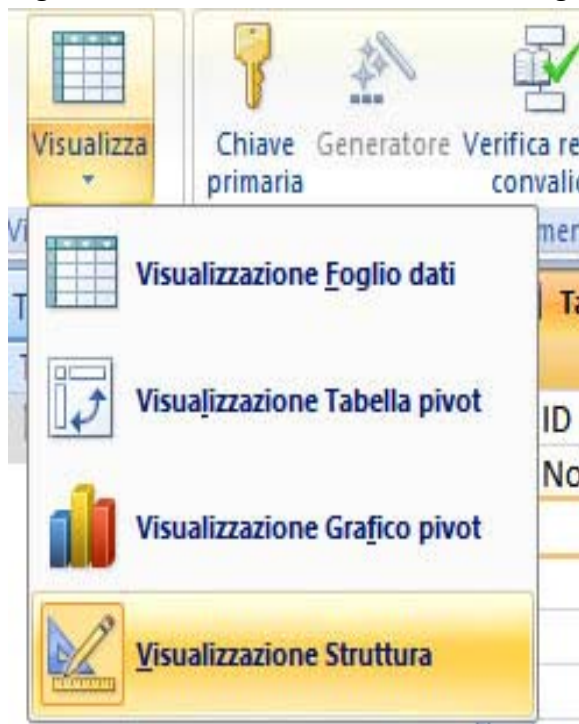 Visualizza
Chiave
primaria
Generatore
Verifica re
convalid
Visualizzazione Foglio dati
Visualizzazione Tabella pivot
Visualizzazione Grafico pivot
Visualizzazione Struttura
ID
No